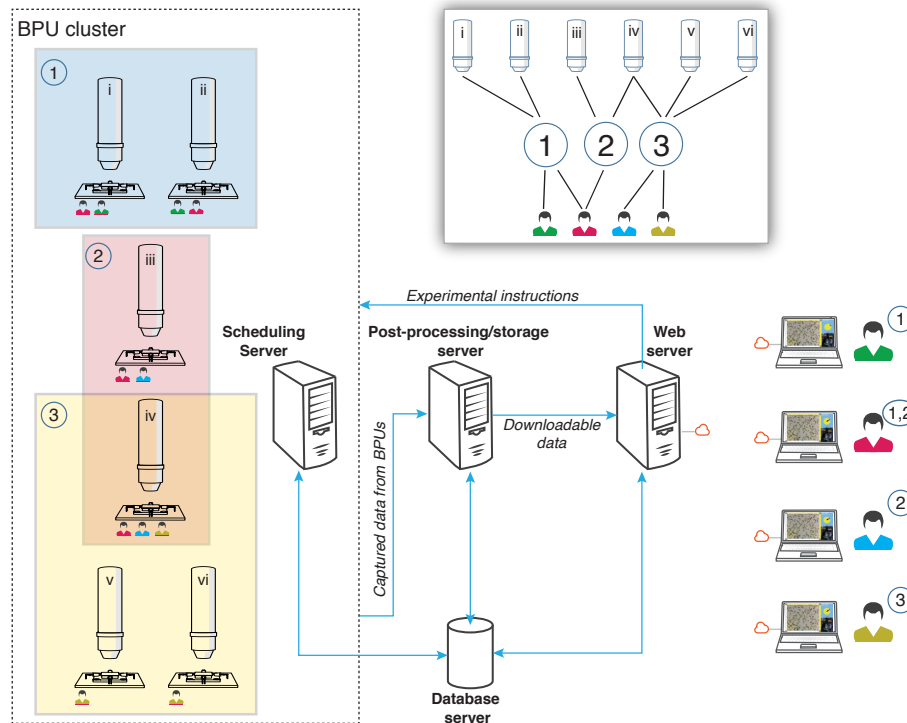 BPU cluster
1
i
ii
2
iii
3
iv
v
vi
i
ii
iii
iv
v
vi
1
2
3
Experimental instructions
Scheduling
Server
Post-processing/storage
server
Web
server
Captured data from BPUs
Downloadable
data
Database
server
1
1,2
2
3